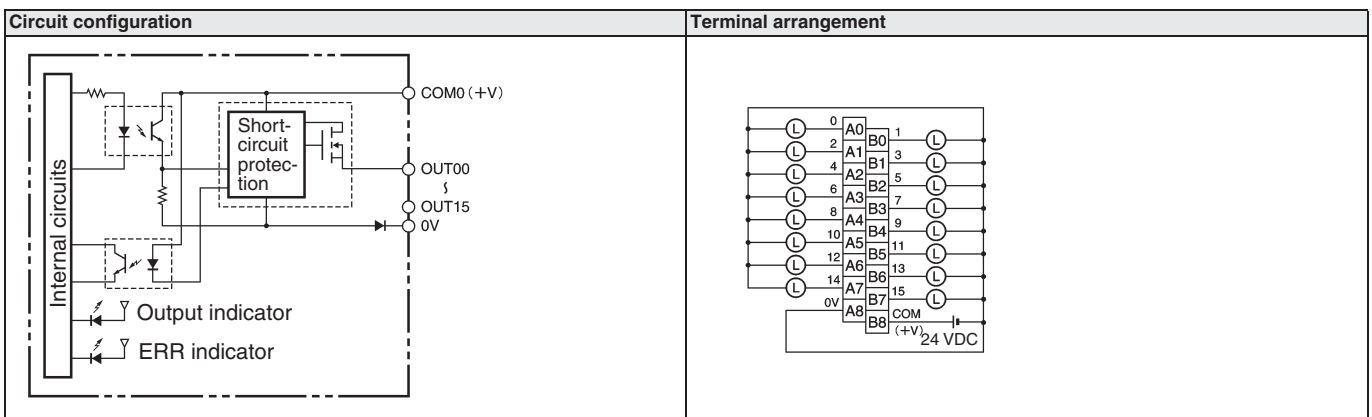 Circuit configuration
Terminal arrangement
Internal circuits
Short-
circuit
protec-
tion
COM0 (+V)
OUT00
OUT15
0V
Output indicator
ERR indicator
L 0 A0
B0 1 L
L 2 A1
B1 3 L
L 4 A2
B2 5 L
L 6 A3
B3 7 L
L 8 A4
B4 9 L
L 10 A5
B5 11 L
L 12 A6
B6 13 L
L 14 A7
B7 15 L
0V A8
B8 COM
(+V)
24 VDC